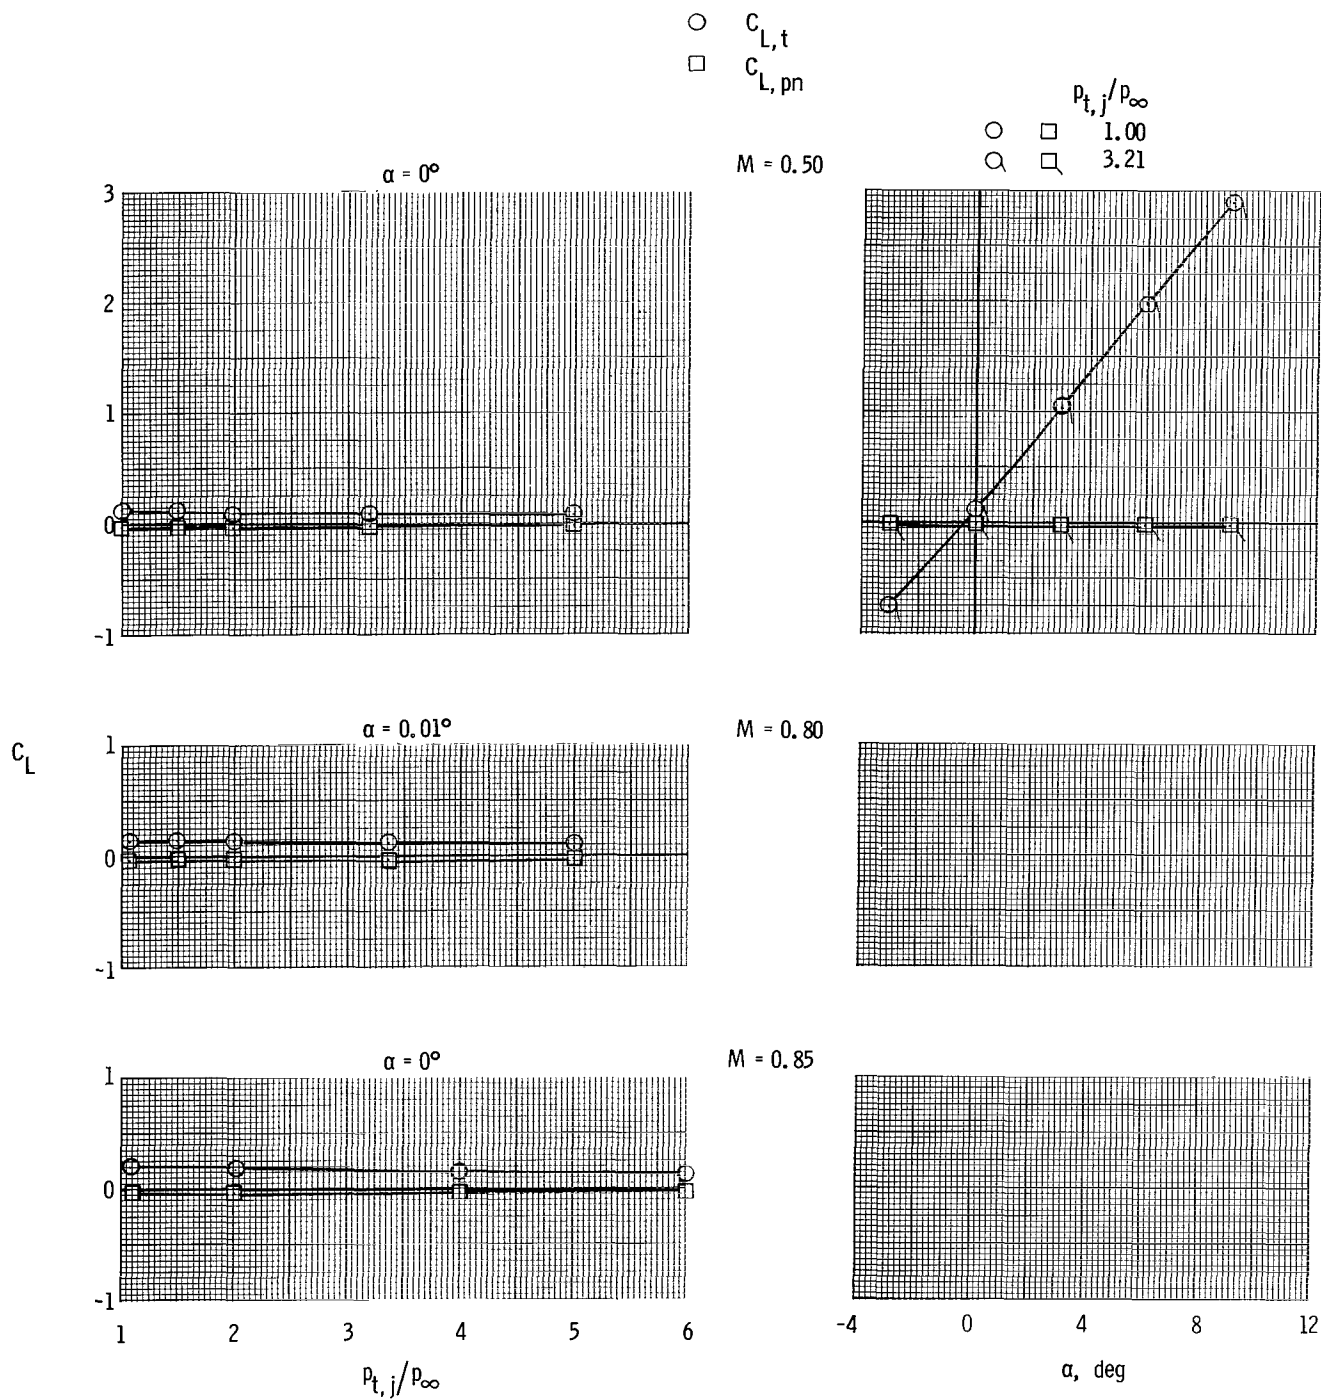 C_L,t
C_L,pn
p_t,j/p_∞
1.00
3.21
α = 0°
M = 0.50
3
2
1
0
-1
α = 0.01°
M = 0.80
C_L
1
0
-1
α = 0°
M = 0.85
1
0
-1
1 2 3 4 5 6
p_t,j/p_∞
-4 0 4 8 12
α, deg